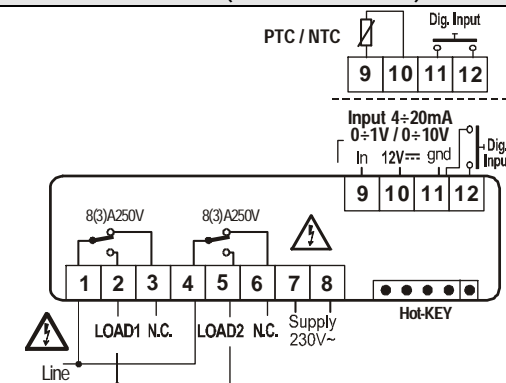 PTC / NTC
Dig. Input
9 10 11 12
Input 4÷20mA
0÷1V / 0÷10V
In 12V gnd
Dig.
Inpu
9 10 11 12
8(3)A250V 8(3)A250V
1 2 3 4 5 6 7 8
LOAD1 N.C. LOAD2 N.C. Supply
230V~
Hot-KEY
Line